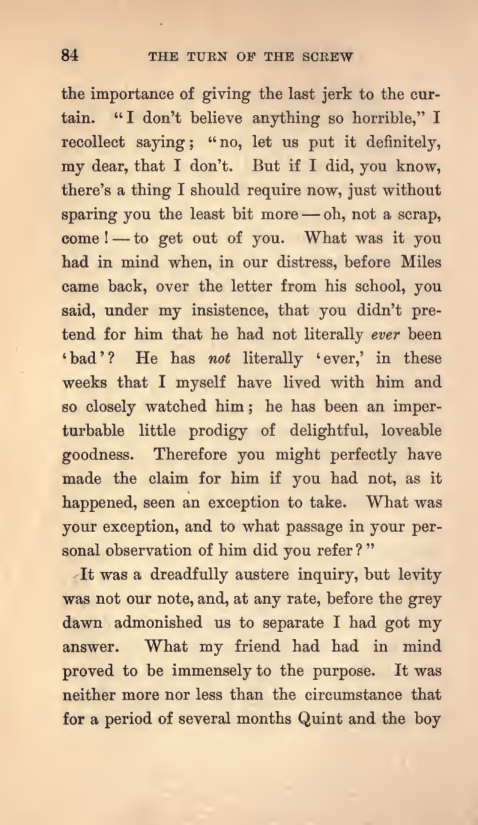 84 THE TURN OF THE SCREW
the importance of giving the last jerk to the cur-
tain. “I don’t believe anything so horrible,” I
recollect saying; “no, let us put it definitely,
my dear, that I don’t. But if I did, you know,
there’s a thing I should require now, just without
sparing you the least bit more — oh, not a scrap,
come! — to get out of you. What was it you
had in mind when, in our distress, before Miles
came back, over the letter from his school, you
said, under my insistence, that you didn’t pre-
tend for him that he had not literally ever been
‘bad’? He has not literally ‘ever,’ in these
weeks that I myself have lived with him and
so closely watched him; he has been an imper-
turbable little prodigy of delightful, loveable
goodness. Therefore you might perfectly have
made the claim for him if you had not, as it
happened, seen an exception to take. What was
your exception, and to what passage in your per-
sonal observation of him did you refer?”
It was a dreadfully austere inquiry, but levity
was not our note, and, at any rate, before the grey
dawn admonished us to separate I had got my
answer. What my friend had had in mind
proved to be immensely to the purpose. It was
neither more nor less than the circumstance that
for a period of several months Quint and the boy